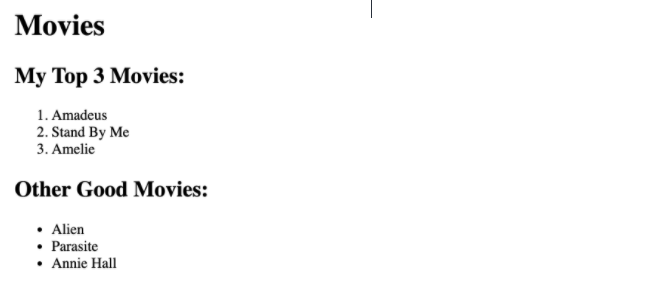 Movies
My Top 3 Movies:
1. Amadeus
2. Stand By Me
3. Amelie
Other Good Movies:
• Alien
• Parasite
• Annie Hall